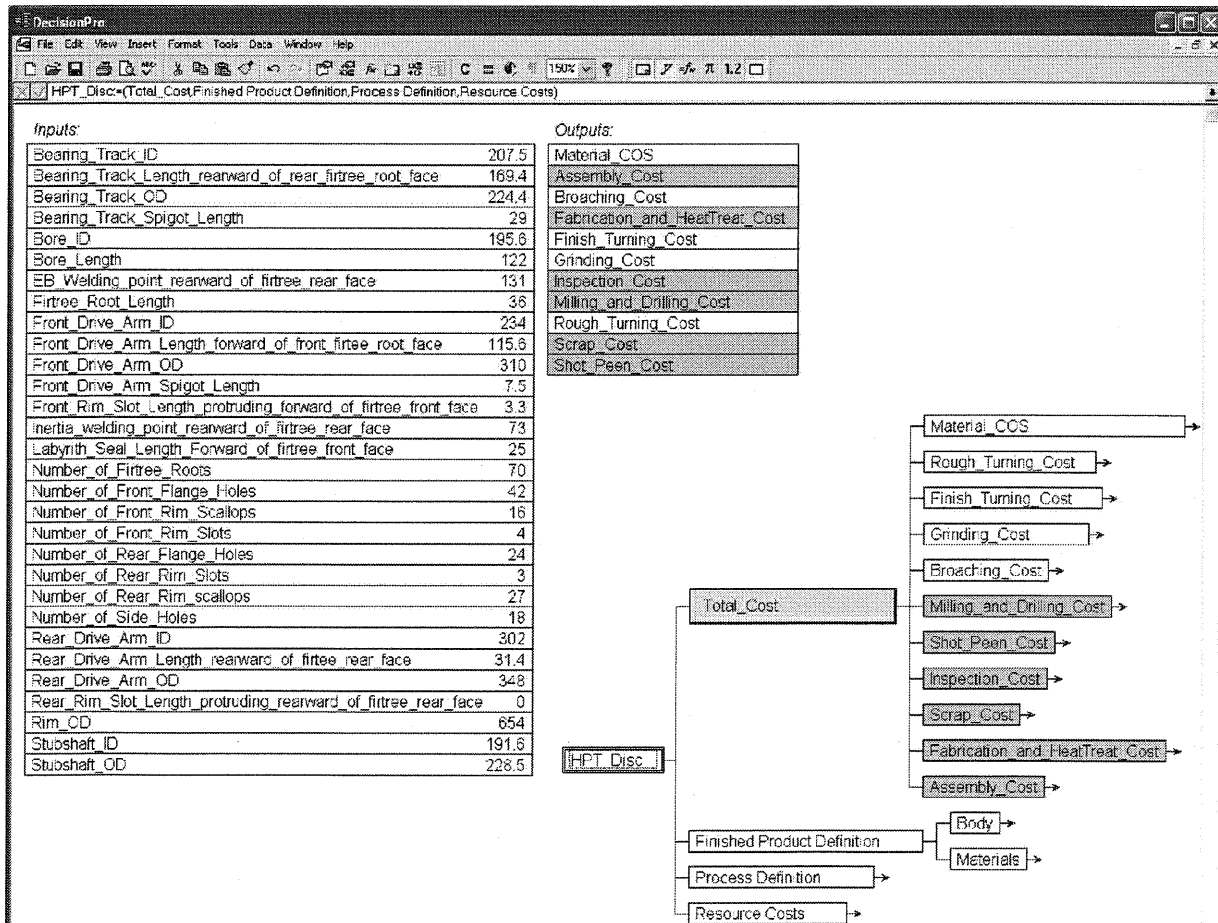 DecisionPro
File Edit View Insert Format Tools Data Window Help
150%
1.2
HPT_Disc:=(Total_Cost,Finished Product Definition,Process Definition,Resource Costs)
Inputs:
Bearing_Track_ID 207.5
Bearing_Track_Length_rearward_of_rear_firtree_root_face 169.4
Bearing_Track_OD 224.4
Bearing_Track_Spigot_Length 29
Bore_ID 195.6
Bore_Length 122
EB_Welding_point_rearward_of_firtree_rear_face 131
Firtree_Root_Length 36
Front_Drive_Arm_ID 234
Front_Drive_Arm_Length_forward_of_front_firtee_root_face 115.6
Front_Drive_Arm_OD 310
Front_Drive_Arm_Spigot_Length 7.5
Front_Rim_Slot_Length_protruding_forward_of_firtree_front_face 3.3
Inertia_welding_point_rearward_of_firtree_rear_face 73
Labyrith_Seal_Length_Forward_of_firtree_front_face 25
Number_of_Firtree_Roots 70
Number_of_Front_Flange_Holes 42
Number_of_Front_Rim_Scallops 16
Number_of_Front_Rim_Slots 4
Number_of_Rear_Flange_Holes 24
Number_of_Rear_Rim_Slots 3
Number_of_Rear_Rim_scallops 27
Number_of_Side_Holes 18
Rear_Drive_Arm_ID 302
Rear_Drive_Arm_Length_rearward_of_firtee_rear_face 31.4
Rear_Drive_Arm_OD 348
Rear_Rim_Slot_Length_protruding_rearward_of_firtree_rear_face 0
Rim_OD 654
Stubshaft_ID 191.6
Stubshaft_OD 228.5
Outputs:
Material_COS
Assembly_Cost
Broaching_Cost
Fabrication_and_HeatTreat_Cost
Finish_Turning_Cost
Grinding_Cost
Inspection_Cost
Milling_and_Drilling_Cost
Rough_Turning_Cost
Scrap_Cost
Shot_Peen_Cost
HPT_Disc
Total_Cost
Material_COS
Rough_Turning_Cost
Finish_Turning_Cost
Grinding_Cost
Broaching_Cost
Milling_and_Drilling_Cost
Shot_Peen_Cost
Inspection_Cost
Scrap_Cost
Fabrication_and_HeatTreat_Cost
Assembly_Cost
Finished Product Definition
Body
Materials
Process Definition
Resource Costs